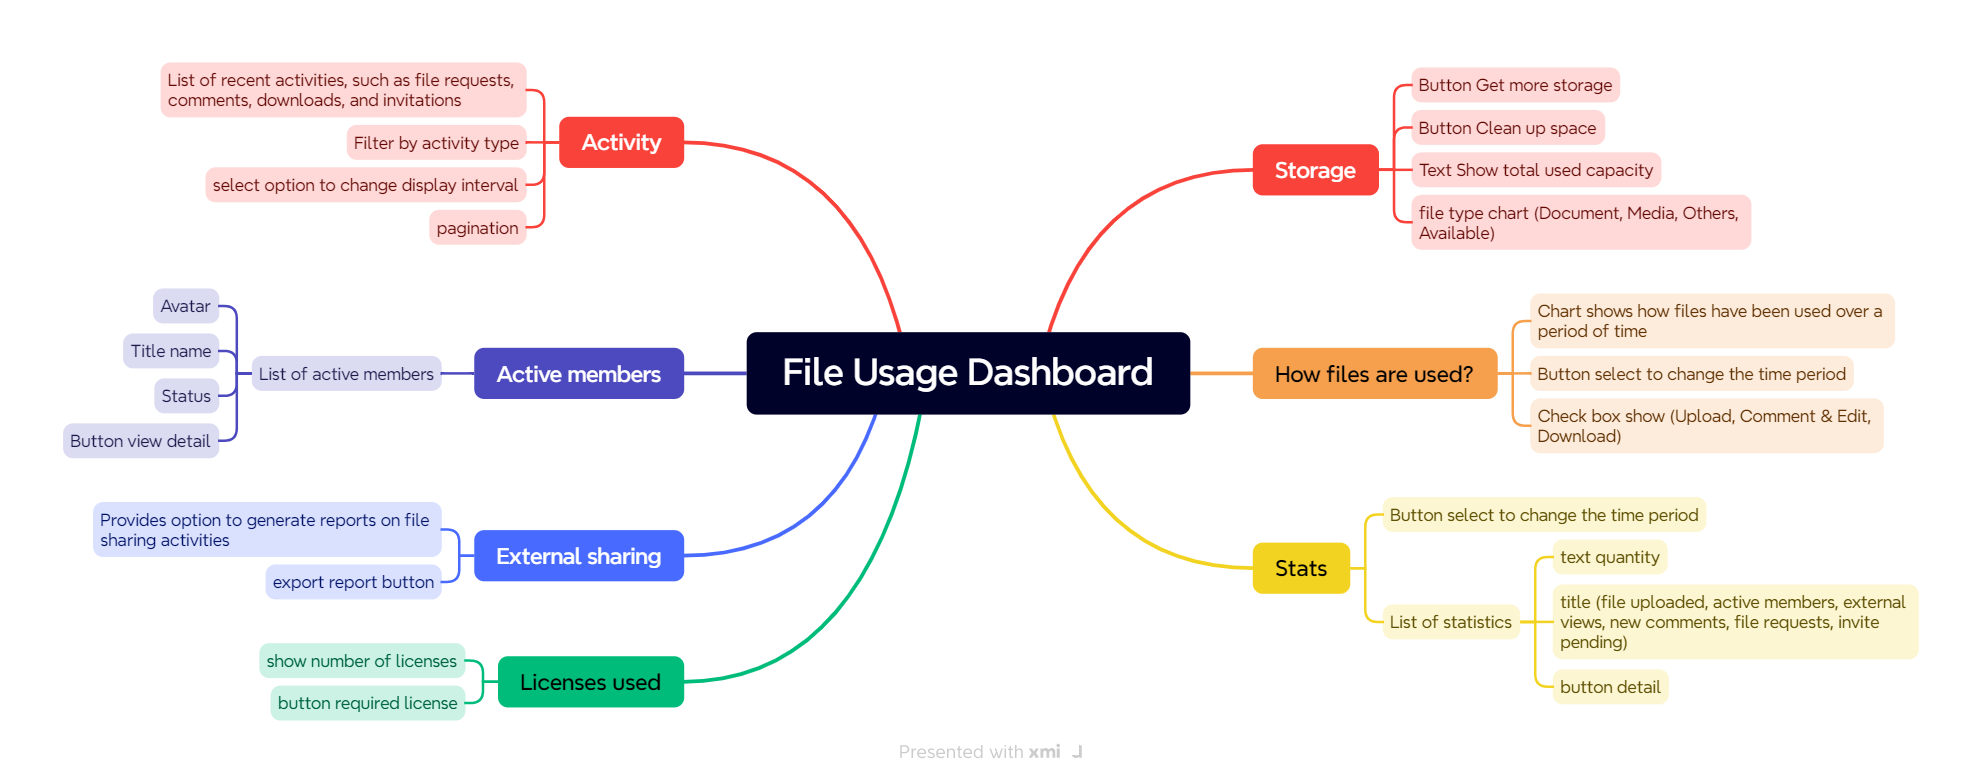 File Usage Dashboard
Activity
List of recent activities, such as file requests,
comments, downloads, and invitations
Filter by activity type
select option to change display interval
pagination
Active members
List of active members
Avatar
Title name
Status
Button view detail
External sharing
Provides option to generate reports on file
sharing activities
export report button
Licenses used
show number of licenses
button required license
Storage
Button Get more storage
Button Clean up space
Text Show total used capacity
file type chart (Document, Media, Others,
Available)
How files are used?
Chart shows how files have been used over a
period of time
Button select to change the time period
Check box show (Upload, Comment & Edit,
Download)
Stats
Button select to change the time period
List of statistics
text quantity
title (file uploaded, active members, external
views, new comments, file requests, invite
pending)
button detail
Presented with